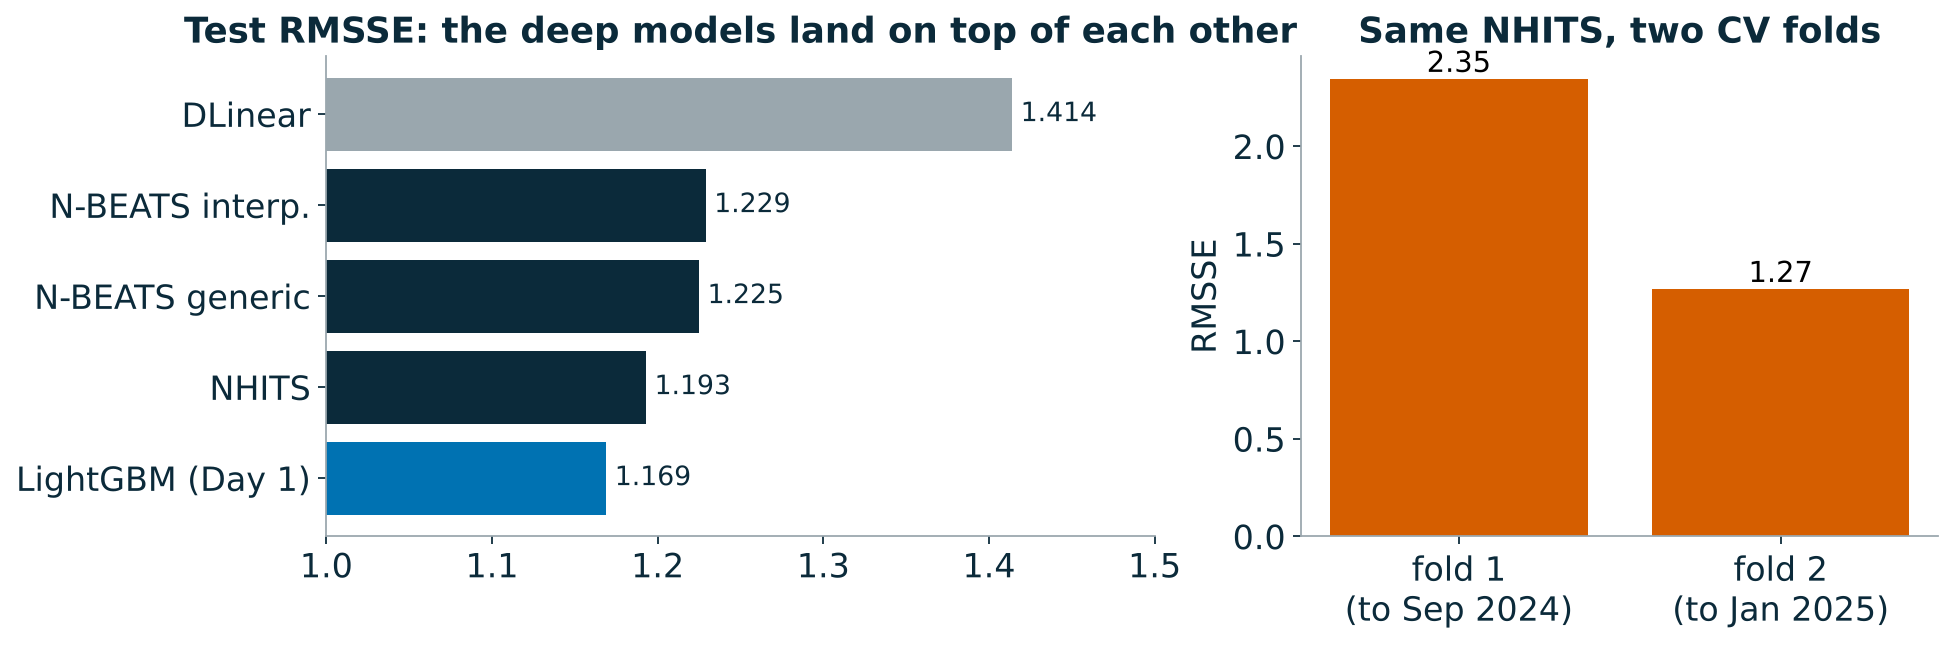 Test RMSSE: the deep models land on top of each other
DLinear
1.414
N-BEATS interp.
1.229
N-BEATS generic
1.225
NHITS
1.193
LightGBM (Day 1)
1.169
1.0 1.1 1.2 1.3 1.4 1.5
Same NHITS, two CV folds
RMSSE
2.0
1.5
1.0
0.5
0.0
2.35
1.27
fold 1
(to Sep 2024)
fold 2
(to Jan 2025)